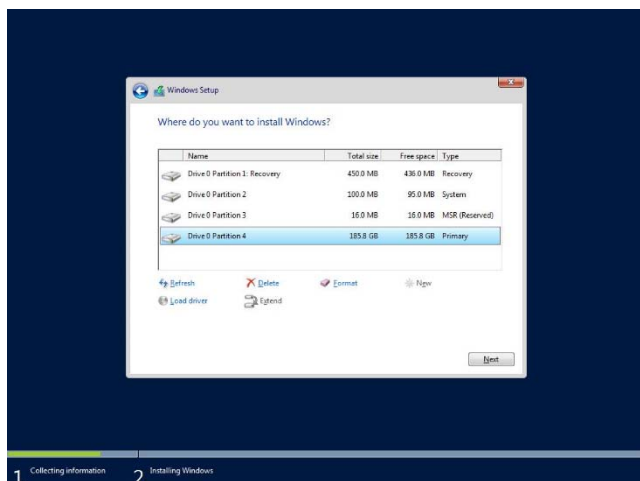 Windows Setup
Where do you want to install Windows?
Name Total size Free space Type
Drive 0 Partition 1: Recovery 450.0 MB 436.0 MB Recovery
Drive 0 Partition 2 100.0 MB 95.0 MB System
Drive 0 Partition 3 16.0 MB 16.0 MB MSR (Reserved)
Drive 0 Partition 4 185.8 GB 185.8 GB Primary
Refresh Delete Format New
Load driver Extend
Next
1 Collecting information 2 Installing Windows